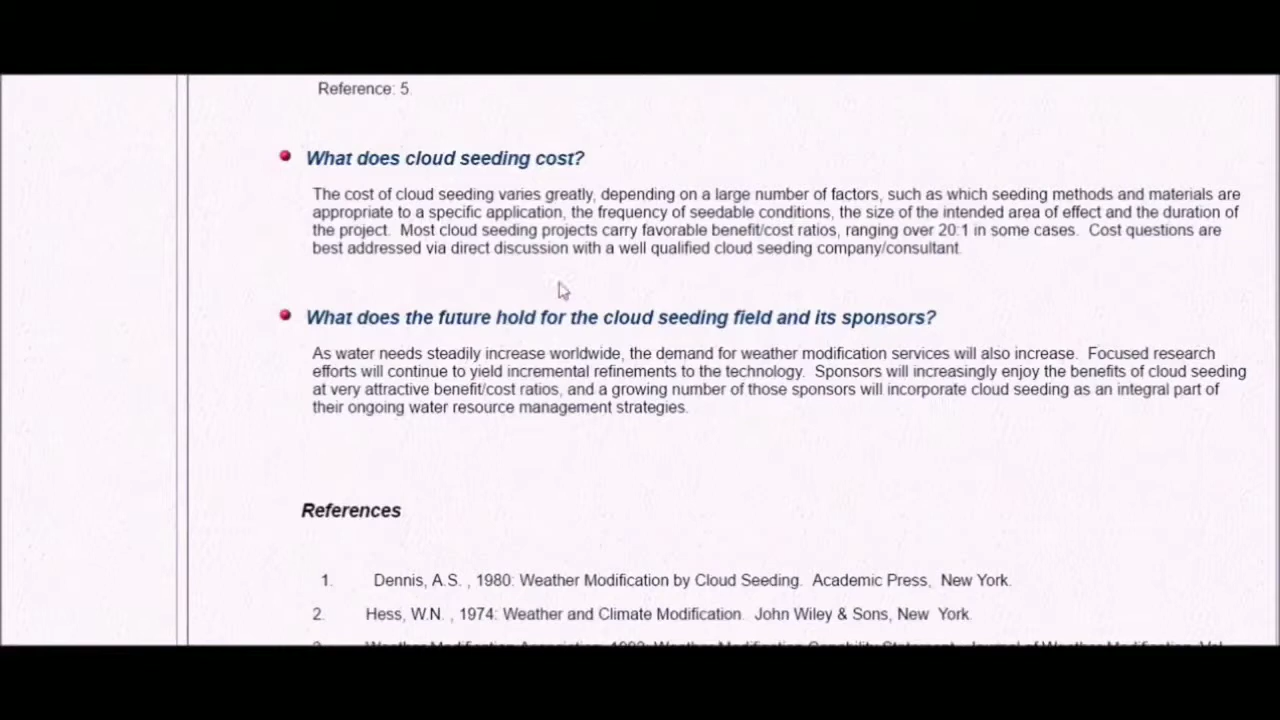 Reference: 5.
What does cloud seeding cost?
The cost of cloud seeding varies greatly, depending on a large number of factors, such as which seeding methods and materials are
appropriate to a specific application, the frequency of seedable conditions, the size of the intended area of effect and the duration of
the project. Most cloud seeding projects carry favorable benefit/cost ratios, ranging over 20:1 in some cases. Cost questions are
best addressed via direct discussion with a well qualified cloud seeding company/consultant.
What does the future hold for the cloud seeding field and its sponsors?
As water needs steadily increase worldwide, the demand for weather modification services will also increase. Focused research
efforts will continue to yield incremental refinements to the technology. Sponsors will increasingly enjoy the benefits of cloud seeding
at very attractive benefit/cost ratios, and a growing number of those sponsors will incorporate cloud seeding as an integral part of
their ongoing water resource management strategies.
References
1. Dennis, A.S. , 1980: Weather Modification by Cloud Seeding. Academic Press, New York.
2. Hess, W.N. , 1974: Weather and Climate Modification. John Wiley & Sons, New York.